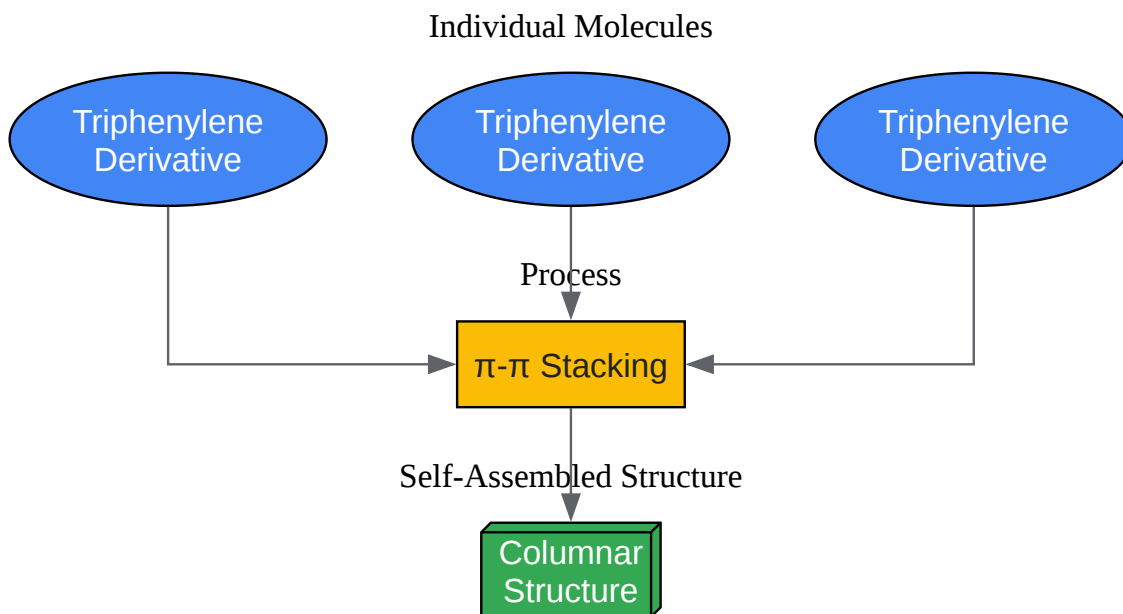 Individual Molecules
Triphenylene Triphenylene Triphenylene
Derivative Derivative Derivative
Process
π-π Stacking
Self-Assembled Structure
Columnar
Structure